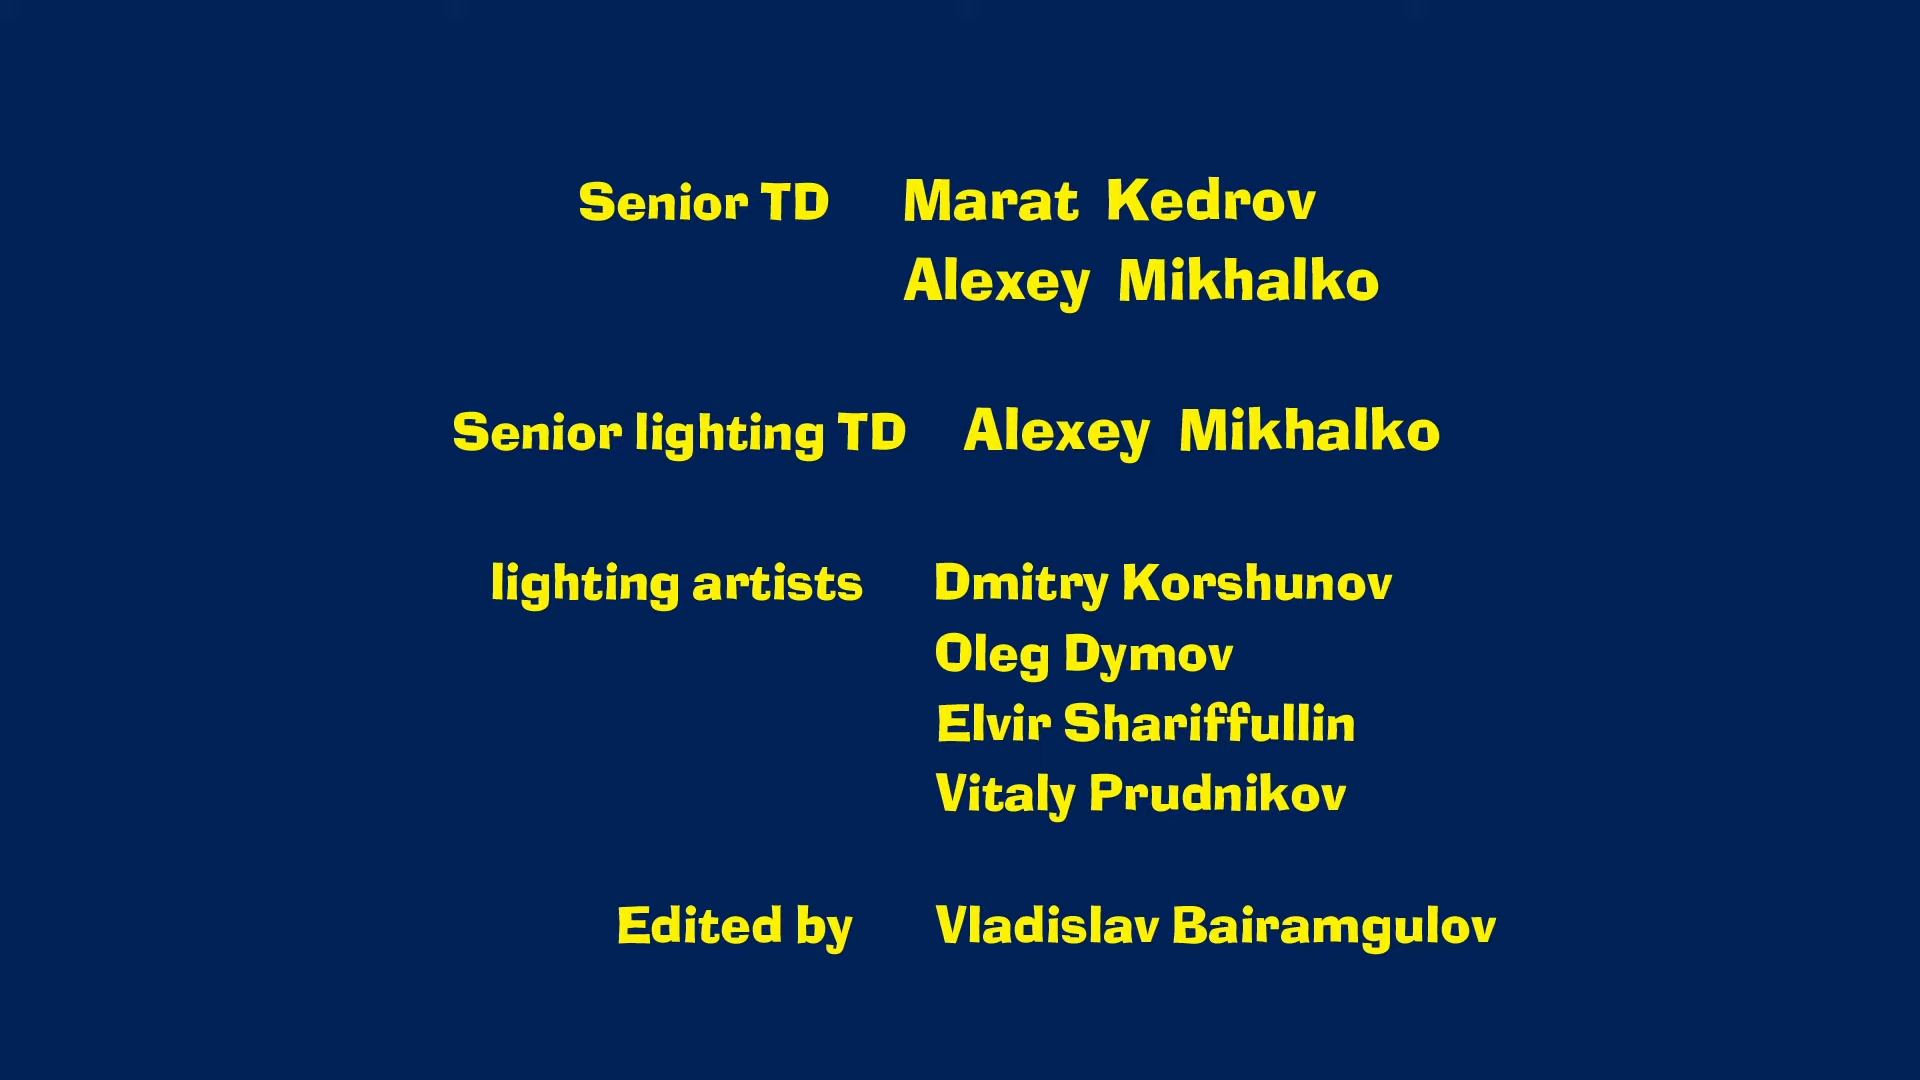 Senior TD Marat Kedrov
Alexey Mikhalko
Senior lighting TD Alexey Mikhalko
lighting artists Dmitry Korshunov
Oleg Dymov
Elvir Shariffullin
Vitaly Prudnikov
Edited by Vladislav Bairamgulov